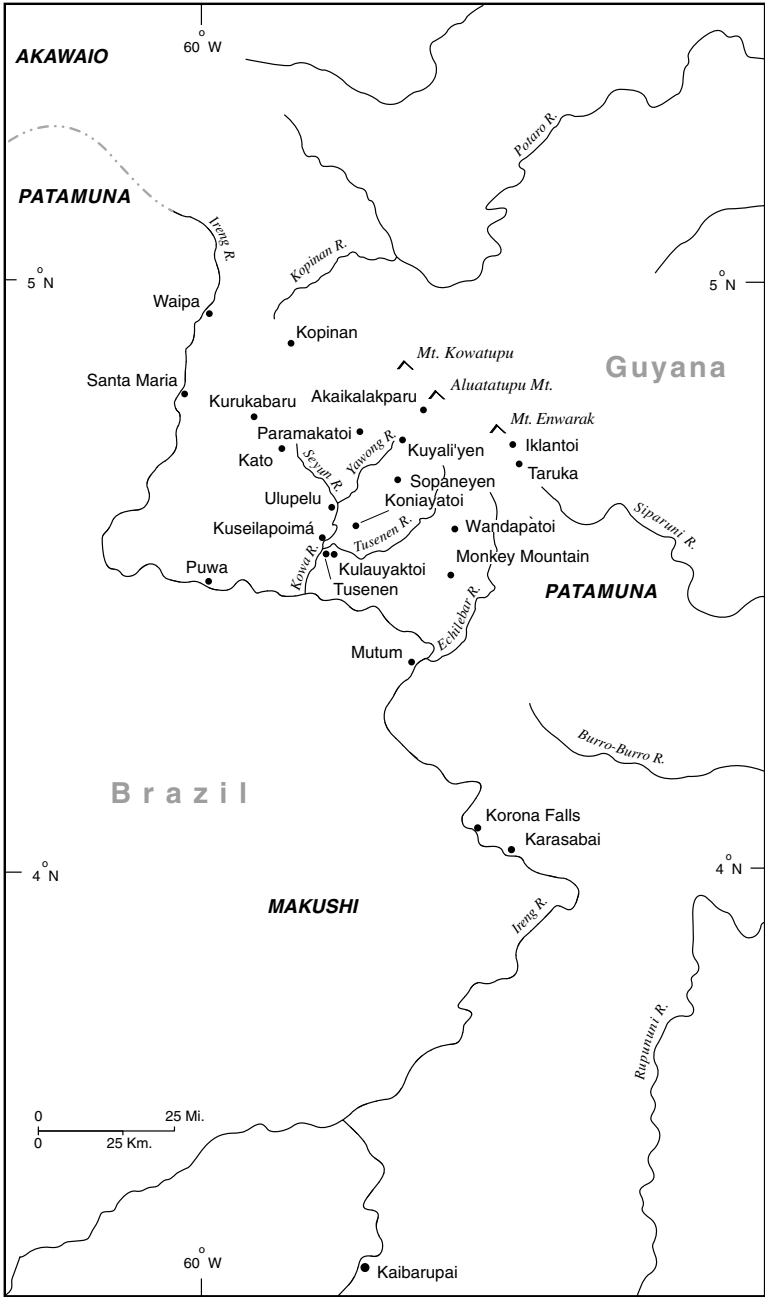 o
60 W
AKAWAIO
Potaro R.
PATAMUNA
Ireng R.
Kopinan R.
o
5 N
o
5 N
Waipa
Kopinan
Mt. Kowatupu
Guyana
Santa Maria
Aluatatupu Mt.
Kurukabaru
Akaikalakparu
Mt. Enwarak
Paramakatoi
Kuyali'yen
Iklantoi
Kato
Seyun R.
Yawong R.
Taruka
Sopaneyen
Ulupelu
Koniayatoi
Siparuni R.
Kuseilapoimá
Tusenen R.
Wandapàtoi
Kowa R.
Kulauyaktoi
Monkey Mountain
Puwa
Tusenen
PATAMUNA
Echilebar R.
Mutum
Burro-Burro R.
Brazil
Korona Falls
Karasabai
o
4 N
o
4 N
MAKUSHI
Ireng R.
Rupununi R.
0 25 Mi.
0 25 Km.
o
60 W
Kaibarupai